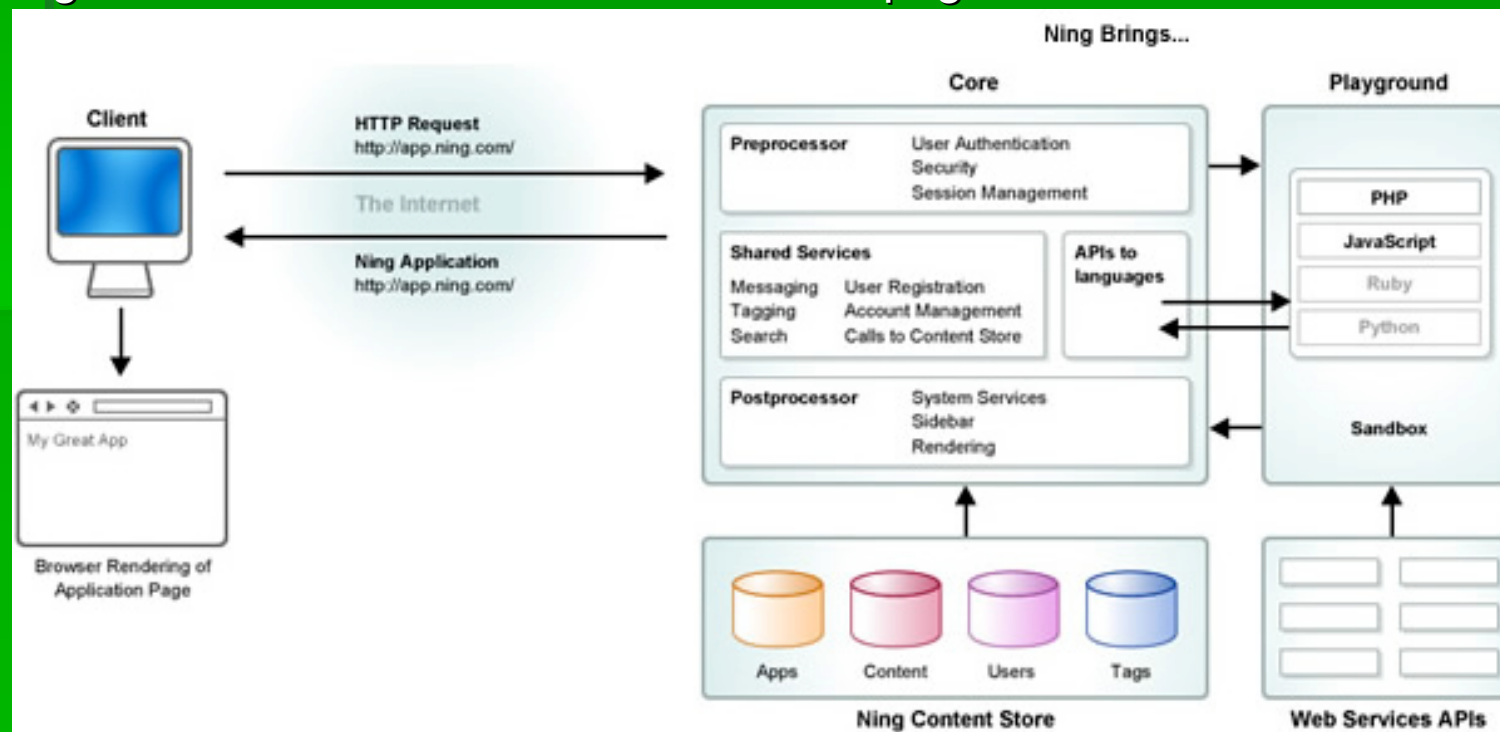 Ning Brings...
Client
HTTP Request
http://app.ning.com/
The Internet
Ning Application
http://app.ning.com/
My Great App
Browser Rendering of
Application Page
Core
Preprocessor User Authentication
Security
Session Management
Shared Services
Messaging User Registration
Tagging Account Management
Search Calls to Content Store
APIs to
languages
Postprocessor System Services
Sidebar
Rendering
Playground
PHP
JavaScript
Ruby
Python
Sandbox
Apps Content Users Tags
Ning Content Store
Web Services APIs